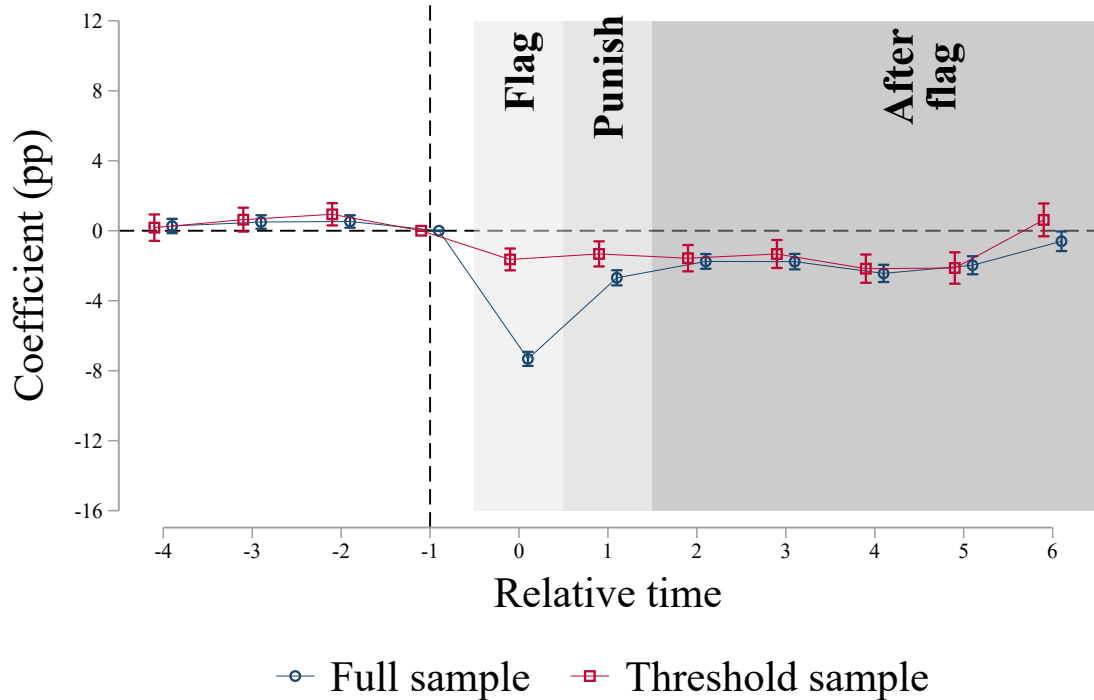 Flag
Punish
After
flag
12
8
4
0
-4
-8
-12
-16
Coefficient (pp)
-4 -3 -2 -1 0 1 2 3 4 5 6
Relative time
Full sample Threshold sample